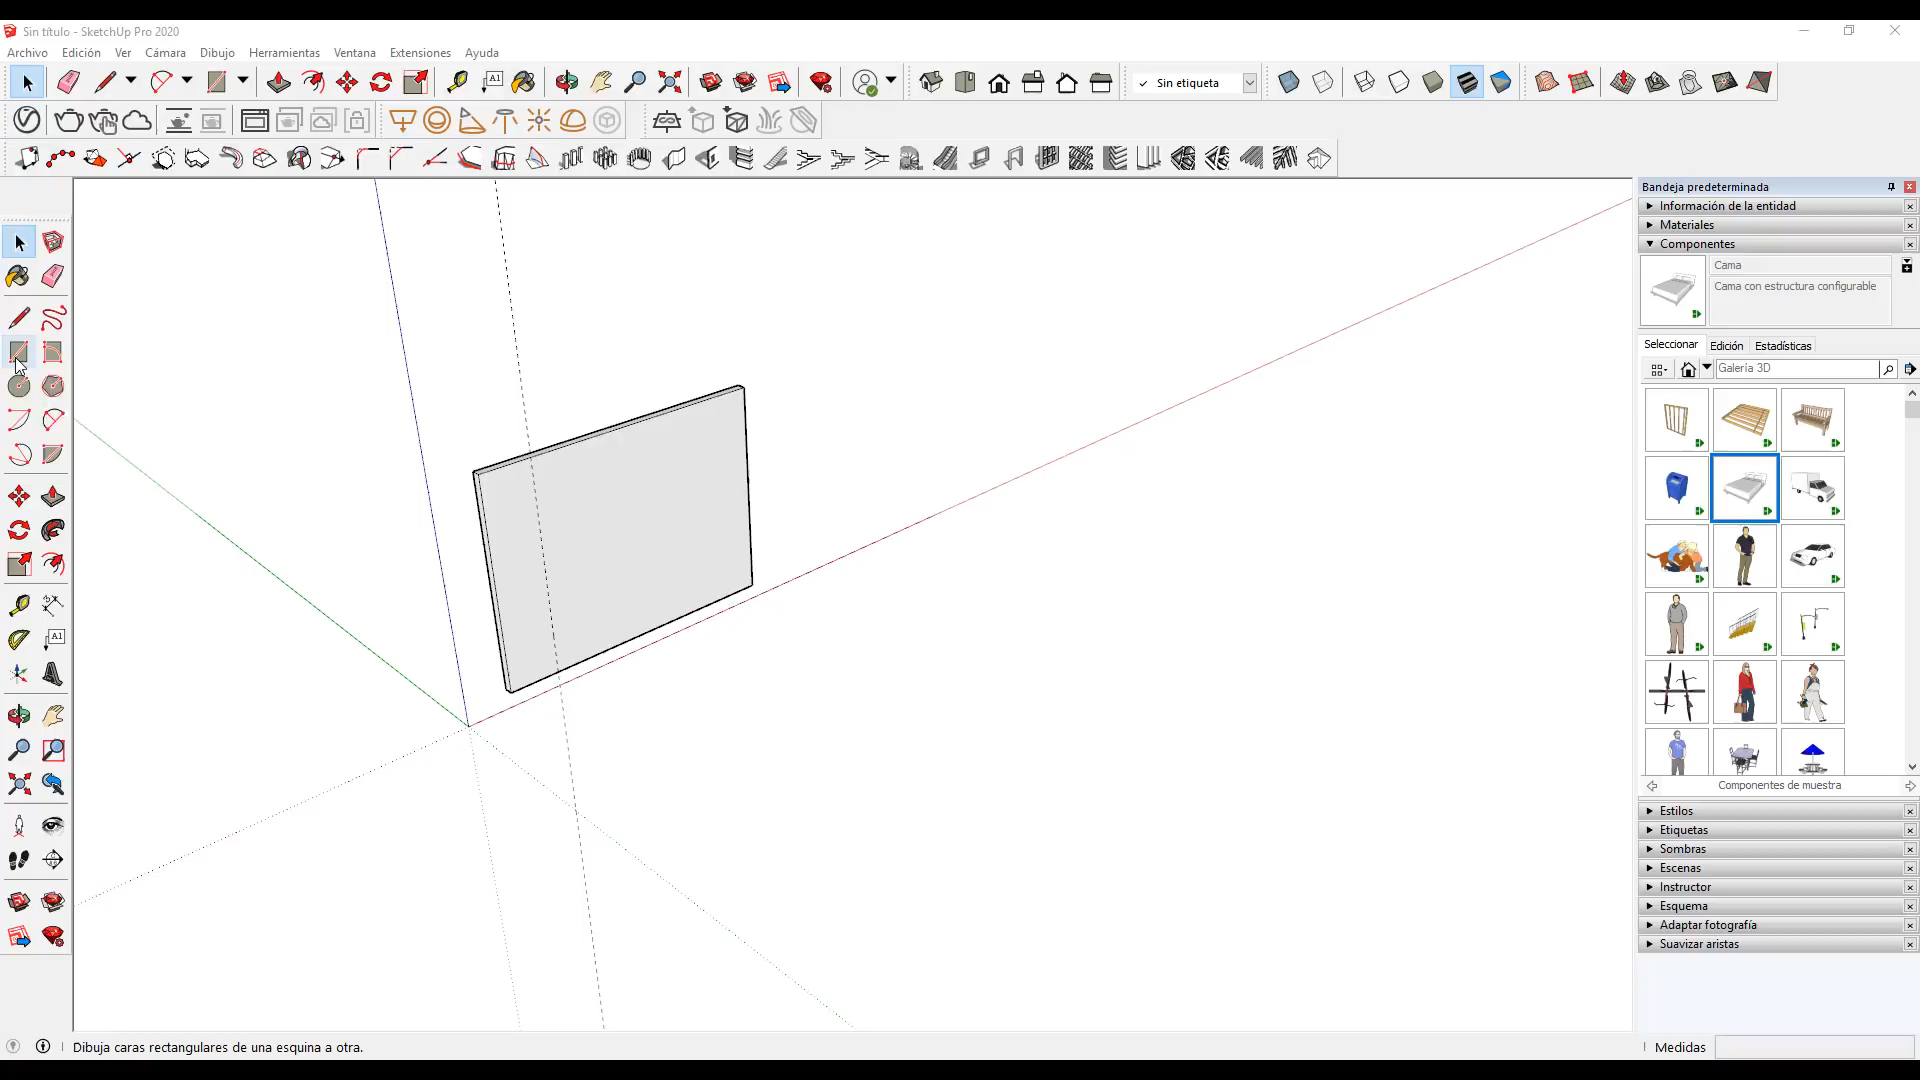 Sin título - SketchUp Pro 2020
Archivo Edición Ver Cámara Dibujo Herramientas Ventana Extensiones Ayuda
A1
Sin etiqueta
Bandeja predeterminada
Información de la entidad
Materiales
Componentes
Cama
Cama con estructura configurable
Seleccionar Edición Estadísticas
Galería 3D
A1
Componentes de muestra
Estilos
Etiquetas
Sombras
Escenas
Instructor
Esquema
Adaptar fotografía
Suavizar aristas
Dibuja caras rectangulares de una esquina a otra.
Medidas